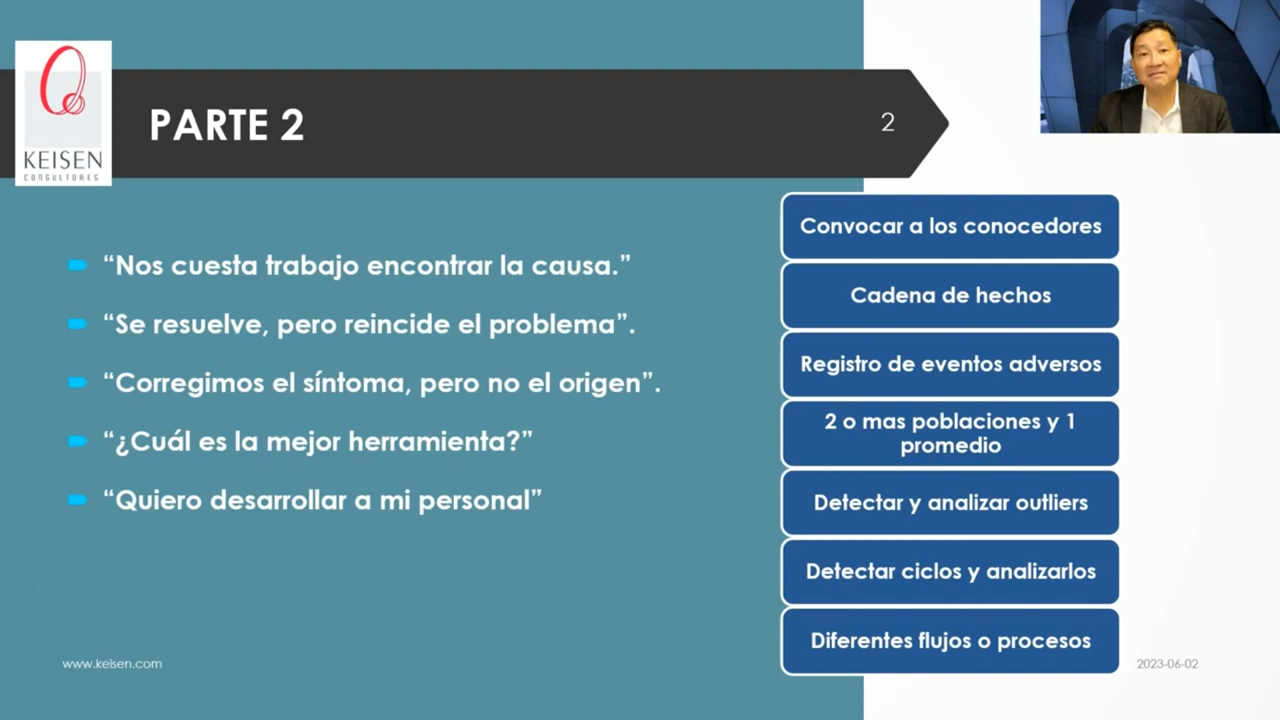 KEISEN
CONSULTORES
PARTE 2
2
“Nos cuesta trabajo encontrar la causa.”
“Se resuelve, pero reincide el problema”.
“Corregimos el síntoma, pero no el origen”.
“¿Cuál es la mejor herramienta?”
“Quiero desarrollar a mi personal”
Convocar a los conocedores
Cadena de hechos
Registro de eventos adversos
2 o mas poblaciones y 1
promedio
Detectar y analizar outliers
Detectar ciclos y analizarlos
Diferentes flujos o procesos
www.keisen.com
2023-06-02